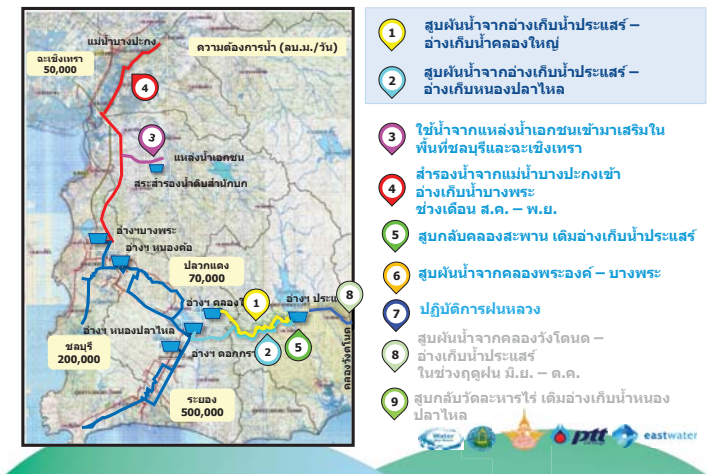 แม่น้ำบางปะกง
ความต้องการน้ำ (ลบ.ม./วัน)
ฉะเชิงเทรา
50,000
4
3
แหล่งน้ำเอกชน
สระสำรองน้ำดิบสำนักบก
อ่างฯบางพระ
อ่างฯ หนองค้อ
ปลวกแดง
70,000
8
อ่างฯ คลองใ
1
อ่างฯ ประแ
อ่างฯ หนองปลาไหล
ชลบุรี
200,000
อ่างฯ ดอกกรา
2
5
คลองวังโตนด
ระยอง
500,000
1
สูบผันน้ำจากอ่างเก็บน้ำประแสร์ –
อ่างเก็บน้ำคลองใหญ่
2
สูบผันน้ำจากอ่างเก็บน้ำประแสร์ –
อ่างเก็บหนองปลาไหล
3
ใช้น้ำจากแหล่งน้ำเอกชนเข้ามาเสริมใน
พื้นที่ชลบุรีและฉะเชิงเทรา
4
สำรองน้ำจากแม่น้ำบางปะกงเข้า
อ่างเก็บน้ำบางพระ
ช่วงเดือน ส.ค. – พ.ย.
5
สูบกลับคลองสะพาน เติมอ่างเก็บน้ำประแสร์
6
สูบผันน้ำจากคลองพระองค์ – บางพระ
7
ปฏิบัติการฝนหลวง
8
สูบผันน้ำจากคลองวังโตนด –
อ่างเก็บน้ำประแสร์
ในช่วงฤดูฝน มิ.ย. – ต.ค.
9
สูบกลับวัดละหารไร่ เติมอ่างเก็บน้ำหนอง
ปลาไหล
Water
ptt
eastwater